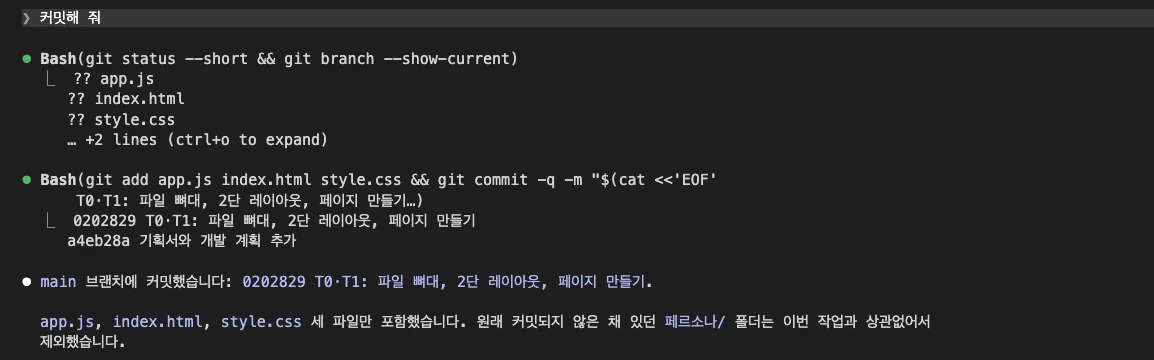 ❯ 커밋해 줘
● Bash(git status --short && git branch --show-current)
⎿  ?? app.js
?? index.html
?? style.css
… +2 lines (ctrl+o to expand)
● Bash(git add app.js index.html style.css && git commit -q -m "$(cat <<'EOF'
T0·T1: 파일 뼈대, 2단 레이아웃, 페이지 만들기…)
⎿  0202829 T0·T1: 파일 뼈대, 2단 레이아웃, 페이지 만들기
a4eb28a 기획서와 개발 계획 추가
● main 브랜치에 커밋했습니다: 0202829 T0·T1: 파일 뼈대, 2단 레이아웃, 페이지 만들기.
app.js, index.html, style.css 세 파일만 포함했습니다. 원래 커밋되지 않은 채 있던 페르소나/ 폴더는 이번 작업과 상관없어서
제외했습니다.